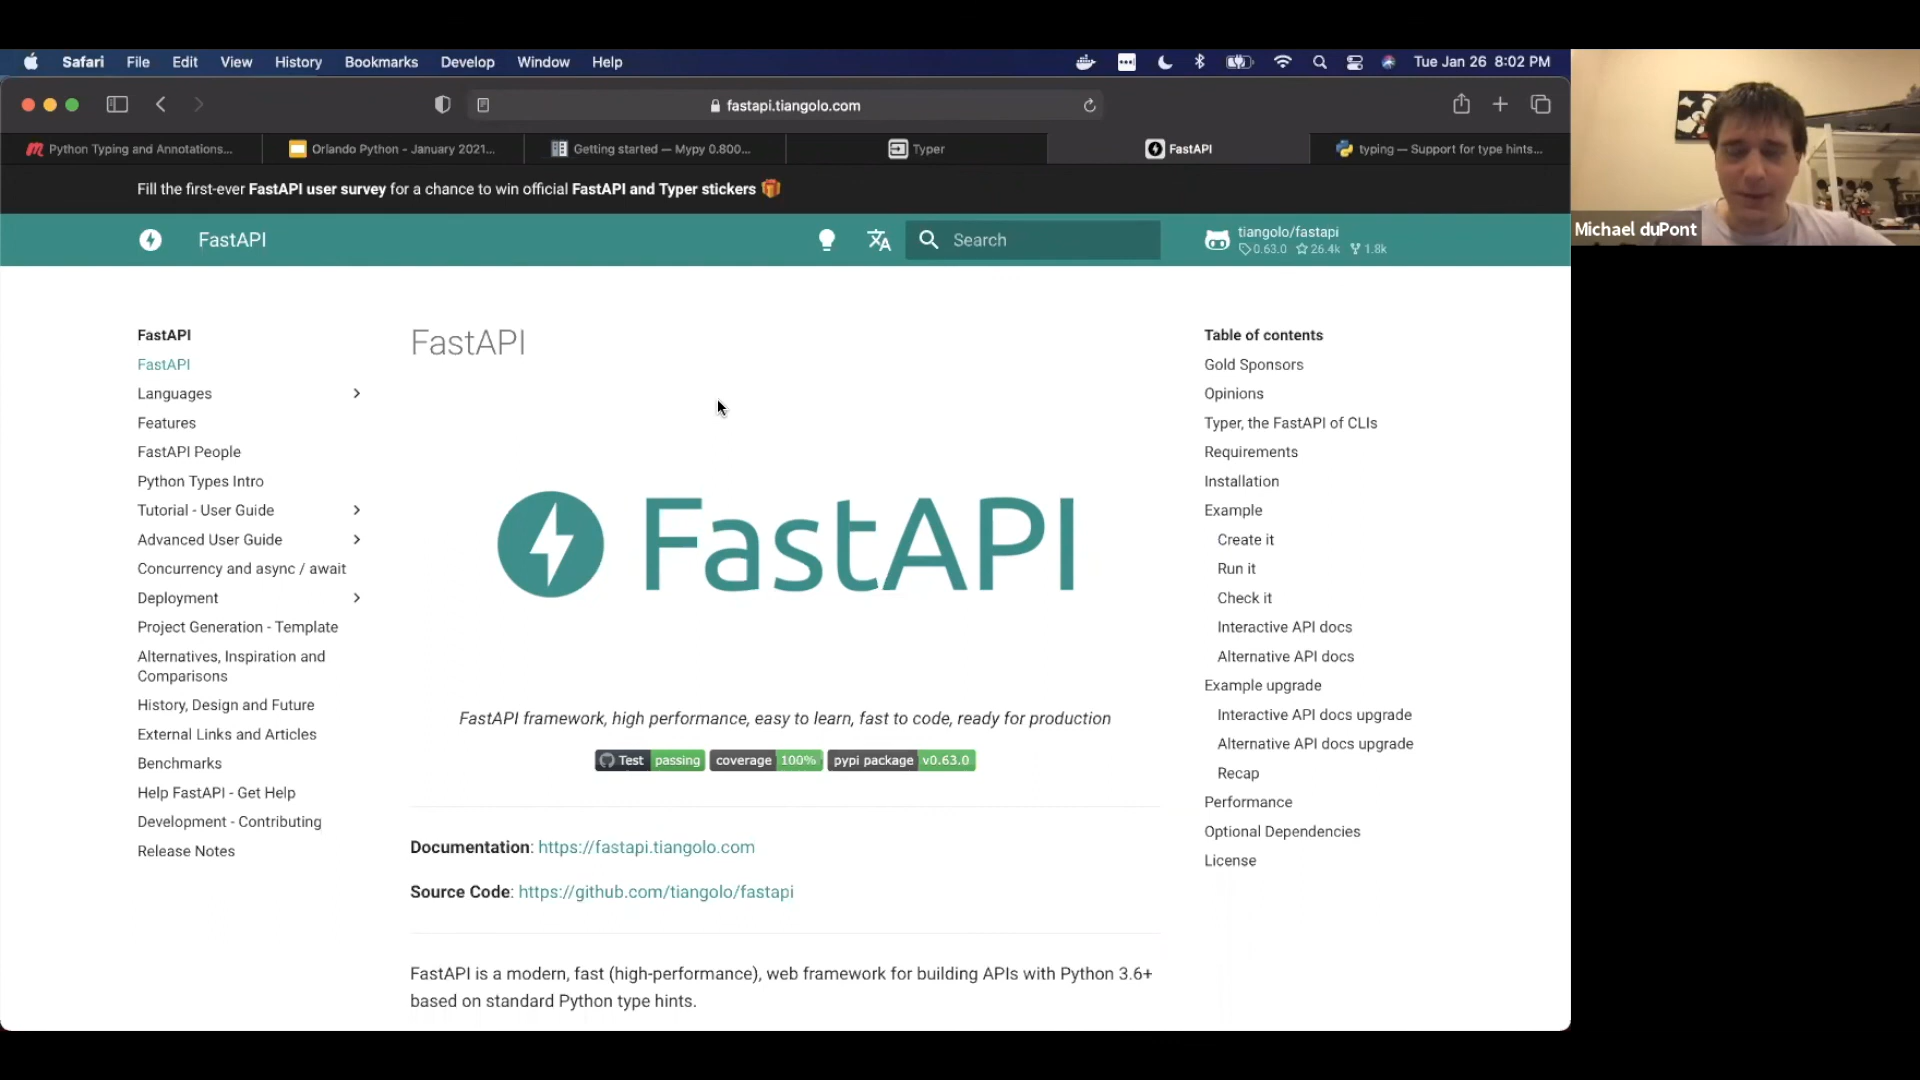 Safari File Edit View History Bookmarks Develop Window Help Tue Jan 26 8:02 PM
fastapi.tiangolo.com
Python Typing and Annotations... Orlando Python - January 2021... Getting started — Mypy 0.800... Typer FastAPI typing — Support for type hints...
Fill the first-ever FastAPI user survey for a chance to win official FastAPI and Typer stickers
FastAPI Search tiangolo/fastapi
0.63.0 26.4k 1.8k
Michael duPont
FastAPI
FastAPI
Languages
Features
FastAPI People
Python Types Intro
Tutorial - User Guide
Advanced User Guide
Concurrency and async / await
Deployment
Project Generation - Template
Alternatives, Inspiration and
Comparisons
History, Design and Future
External Links and Articles
Benchmarks
Help FastAPI - Get Help
Development - Contributing
Release Notes
FastAPI
FastAPI
FastAPI framework, high performance, easy to learn, fast to code, ready for production
Test passing coverage 100% pypi package v0.63.0
Documentation: https://fastapi.tiangolo.com
Source Code: https://github.com/tiangolo/fastapi
FastAPI is a modern, fast (high-performance), web framework for building APIs with Python 3.6+
based on standard Python type hints.
Table of contents
Gold Sponsors
Opinions
Typer, the FastAPI of CLIs
Requirements
Installation
Example
Create it
Run it
Check it
Interactive API docs
Alternative API docs
Example upgrade
Interactive API docs upgrade
Alternative API docs upgrade
Recap
Performance
Optional Dependencies
License